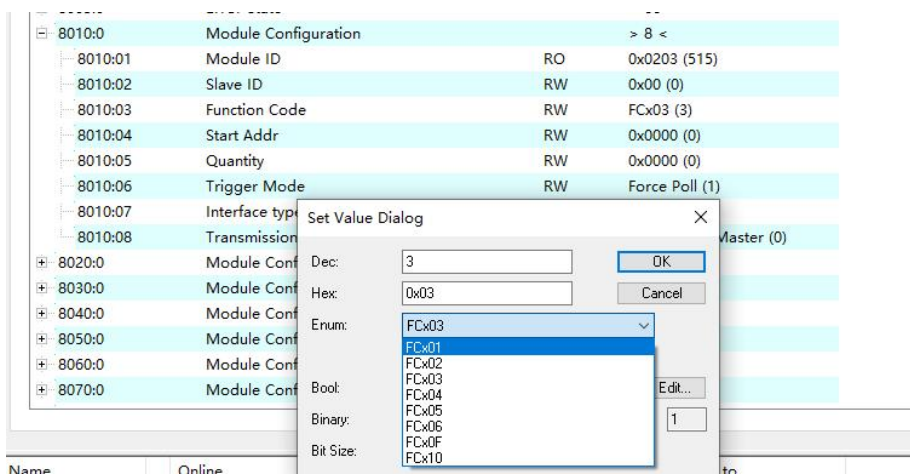 8010:0 Module Configuration > 8 <
8010:01 Module ID RO 0x0203 (515)
8010:02 Slave ID RW 0x00 (0)
8010:03 Function Code RW FCx03 (3)
8010:04 Start Addr RW 0x0000 (0)
8010:05 Quantity RW 0x0000 (0)
8010:06 Trigger Mode RW Force Poll (1)
8010:07 Interface type
8010:08 Transmission Master (0)
8020:0 Module Conf
8030:0 Module Conf
8040:0 Module Conf
8050:0 Module Conf
8060:0 Module Conf
8070:0 Module Conf
Set Value Dialog
Dec: 3 OK
Hex: 0x03 Cancel
Enum: FCx03
FCx01
FCx02
FCx03
FCx04
FCx05
FCx06
FCx0F
FCx10
Bool: Edit...
Binary: 1
Bit Size:
Name Online to